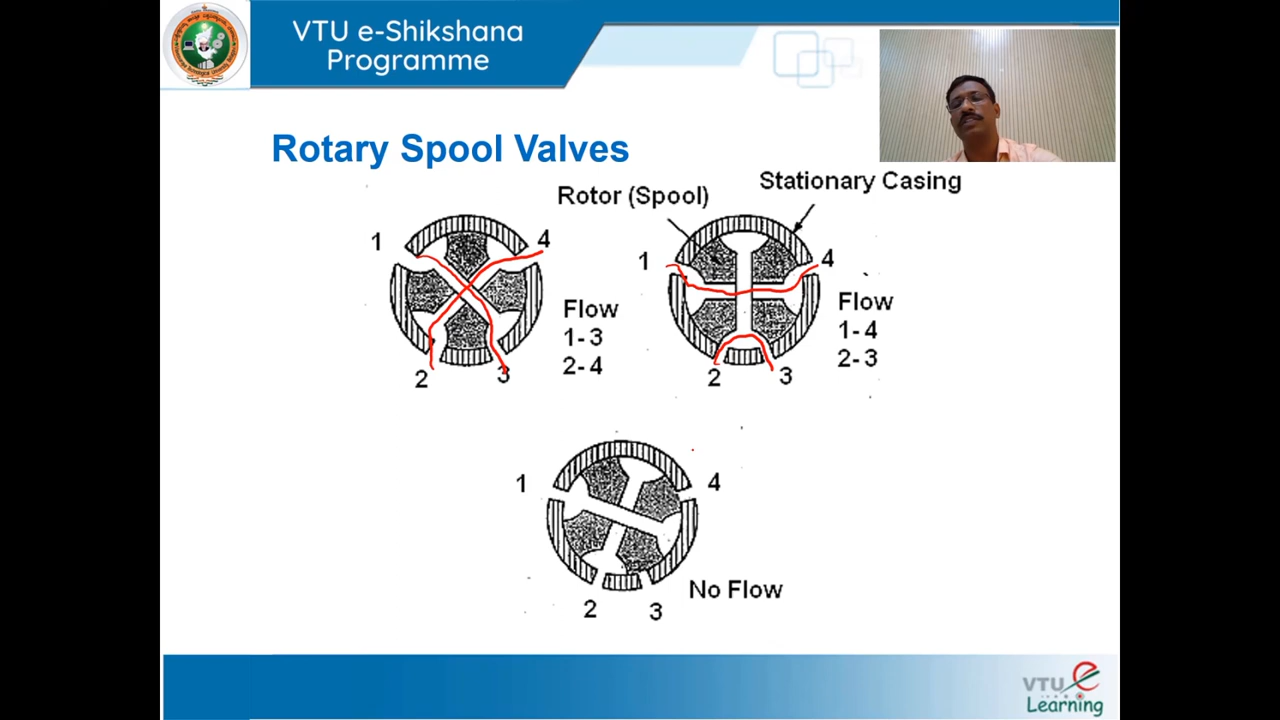 VTU e-Shikshana
Programme
Rotary Spool Valves
Stationary Casing
Rotor (Spool)
1
4
Flow
1-3
2-4
2
3
1
4
Flow
1-4
2-3
2
3
1
4
2
3
No Flow
VTU e
Learning